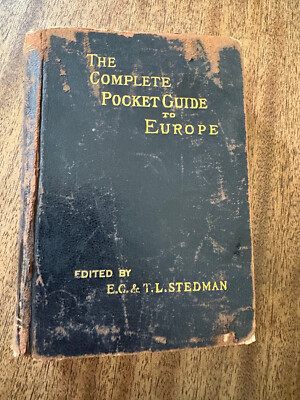 THE
COMPLETE
POCKET GUIDE
TO
EUROPE
EDITED BY
E.C. & T.L. STEDMAN